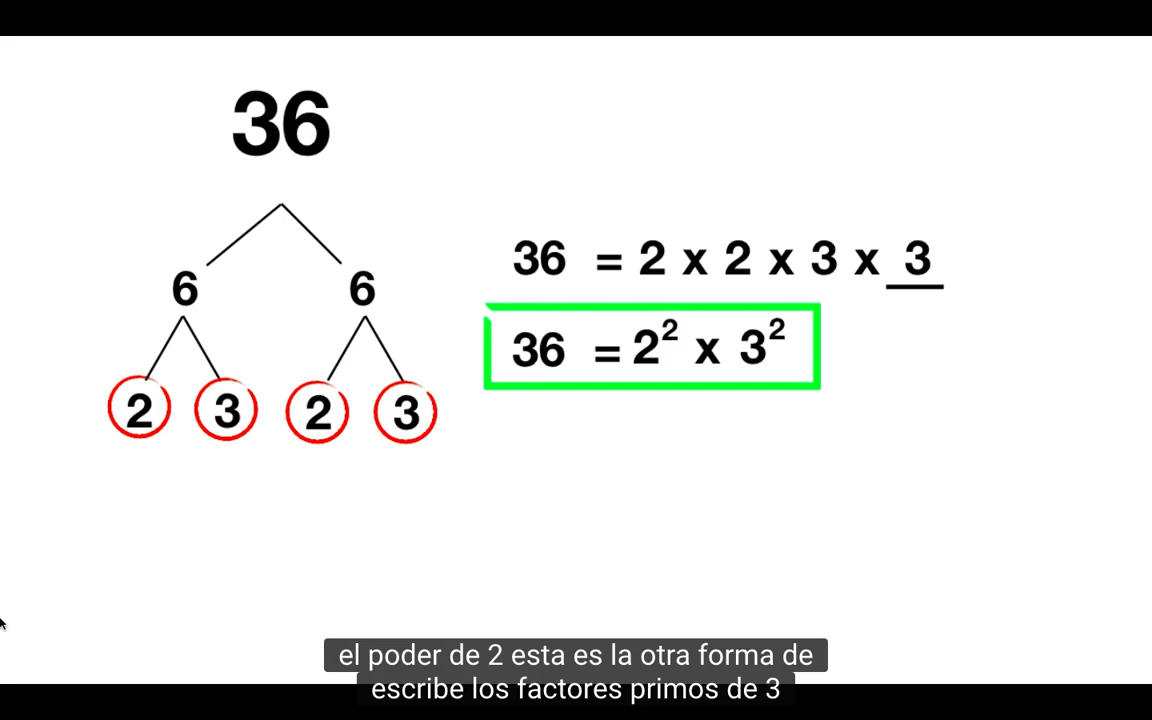 36
6 6
2 3 2 3
36 = 2 x 2 x 3 x 3
36 = 2² x 3²
el poder de 2 esta es la otra forma de
escribe los factores primos de 3